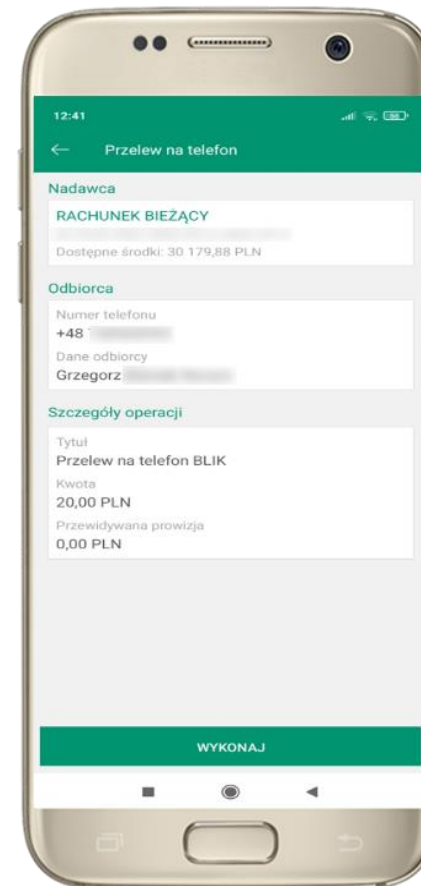 12:41
Przelew na telefon
Nadawca
RACHUNEK BIEŻĄCY
Dostępne środki: 30 179,88 PLN
Odbiorca
Numer telefonu
+48
Dane odbiorcy
Grzegorz
Szczegóły operacji
Tytuł
Przelew na telefon BLIK
Kwota
20,00 PLN
Przewidywana prowizja
0,00 PLN
WYKONAJ